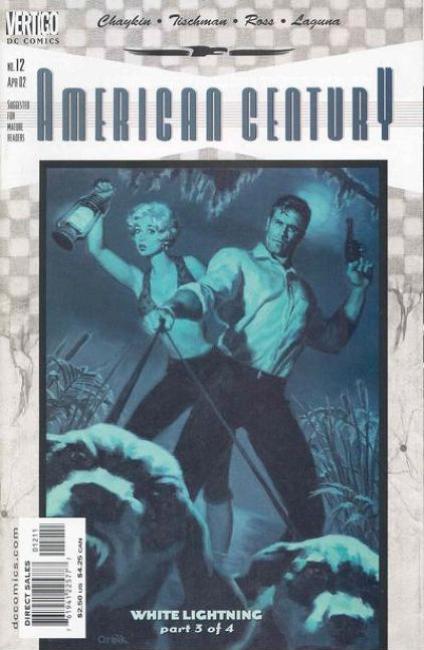 VERTIGO
DC COMICS
Chaykin • Tischman • Ross • Laguna
NO. 12
APR 02
SUGGESTED
FOR
MATURE
READERS
AMERICAN CENTURY
WHITE LIGHTNING
part 3 of 4
dccomics.com
DIRECT SALES
01211
$2.50 US $4.25 CAN